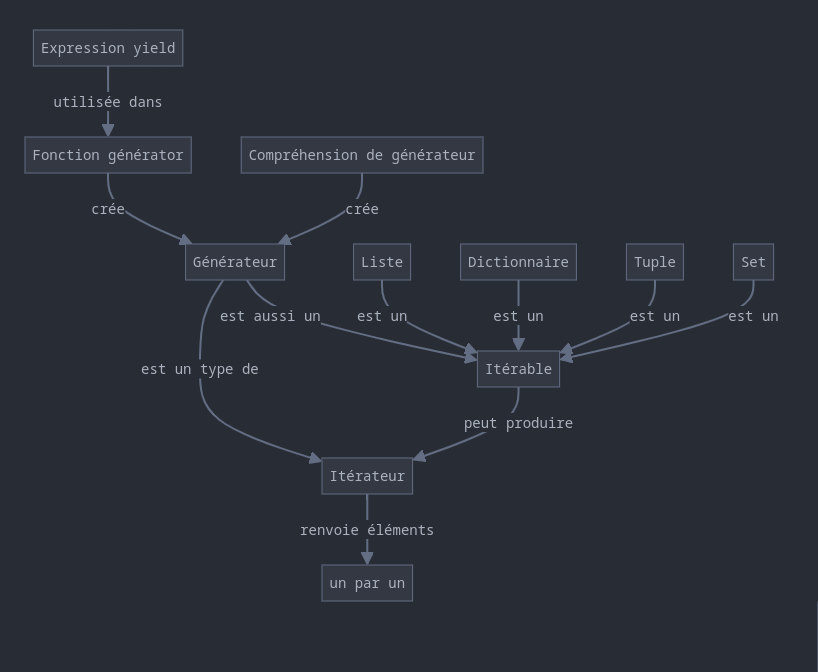 Expression yield
utilisée dans
Fonction générator
Compréhension de générateur
crée
crée
Générateur
Liste
Dictionnaire
Tuple
Set
est aussi un
est un
est un
est un
est un
est un type de
Itérable
peut produire
Itérateur
renvoie éléments
un par un